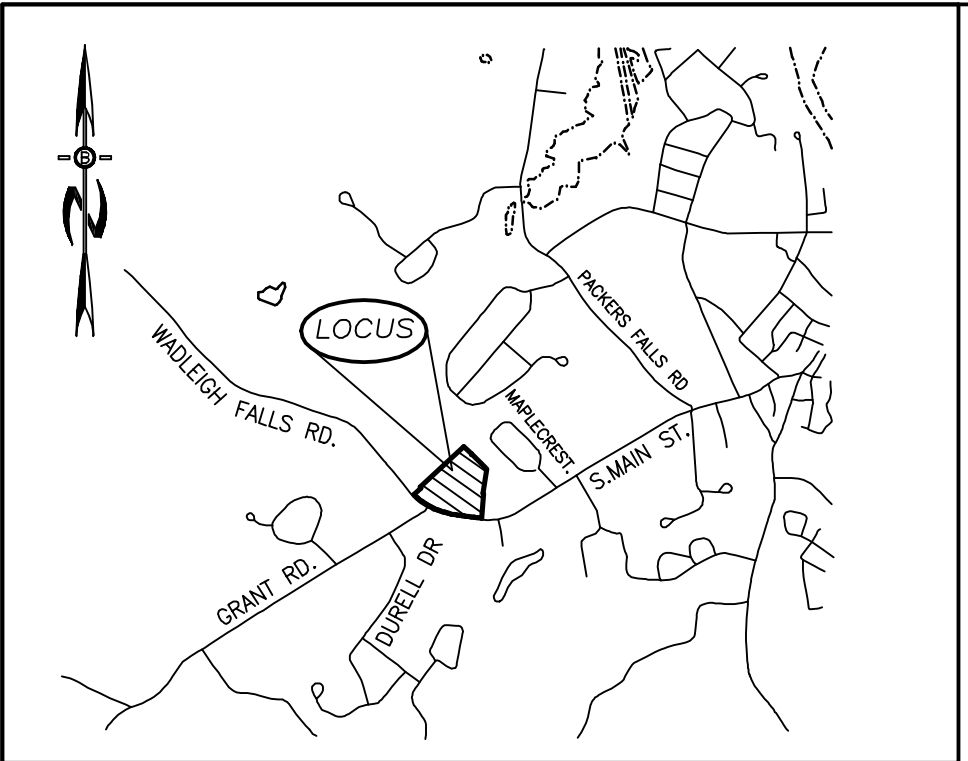 B
N
LOCUS
WADLEIGH FALLS RD.
PACKERS FALLS RD
MAPLECREST.
S.MAIN ST.
GRANT RD.
DURELL DR